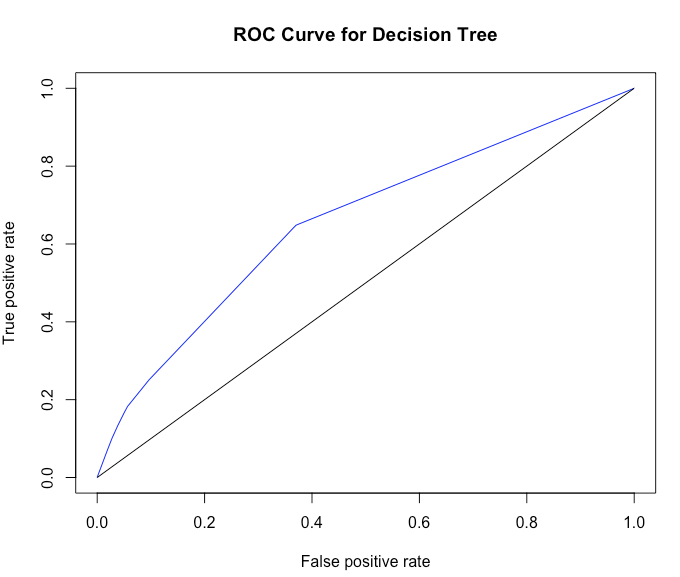 ROC Curve for Decision Tree
True positive rate
1.0
0.8
0.6
0.4
0.2
0.0
0.0 0.2 0.4 0.6 0.8 1.0
False positive rate